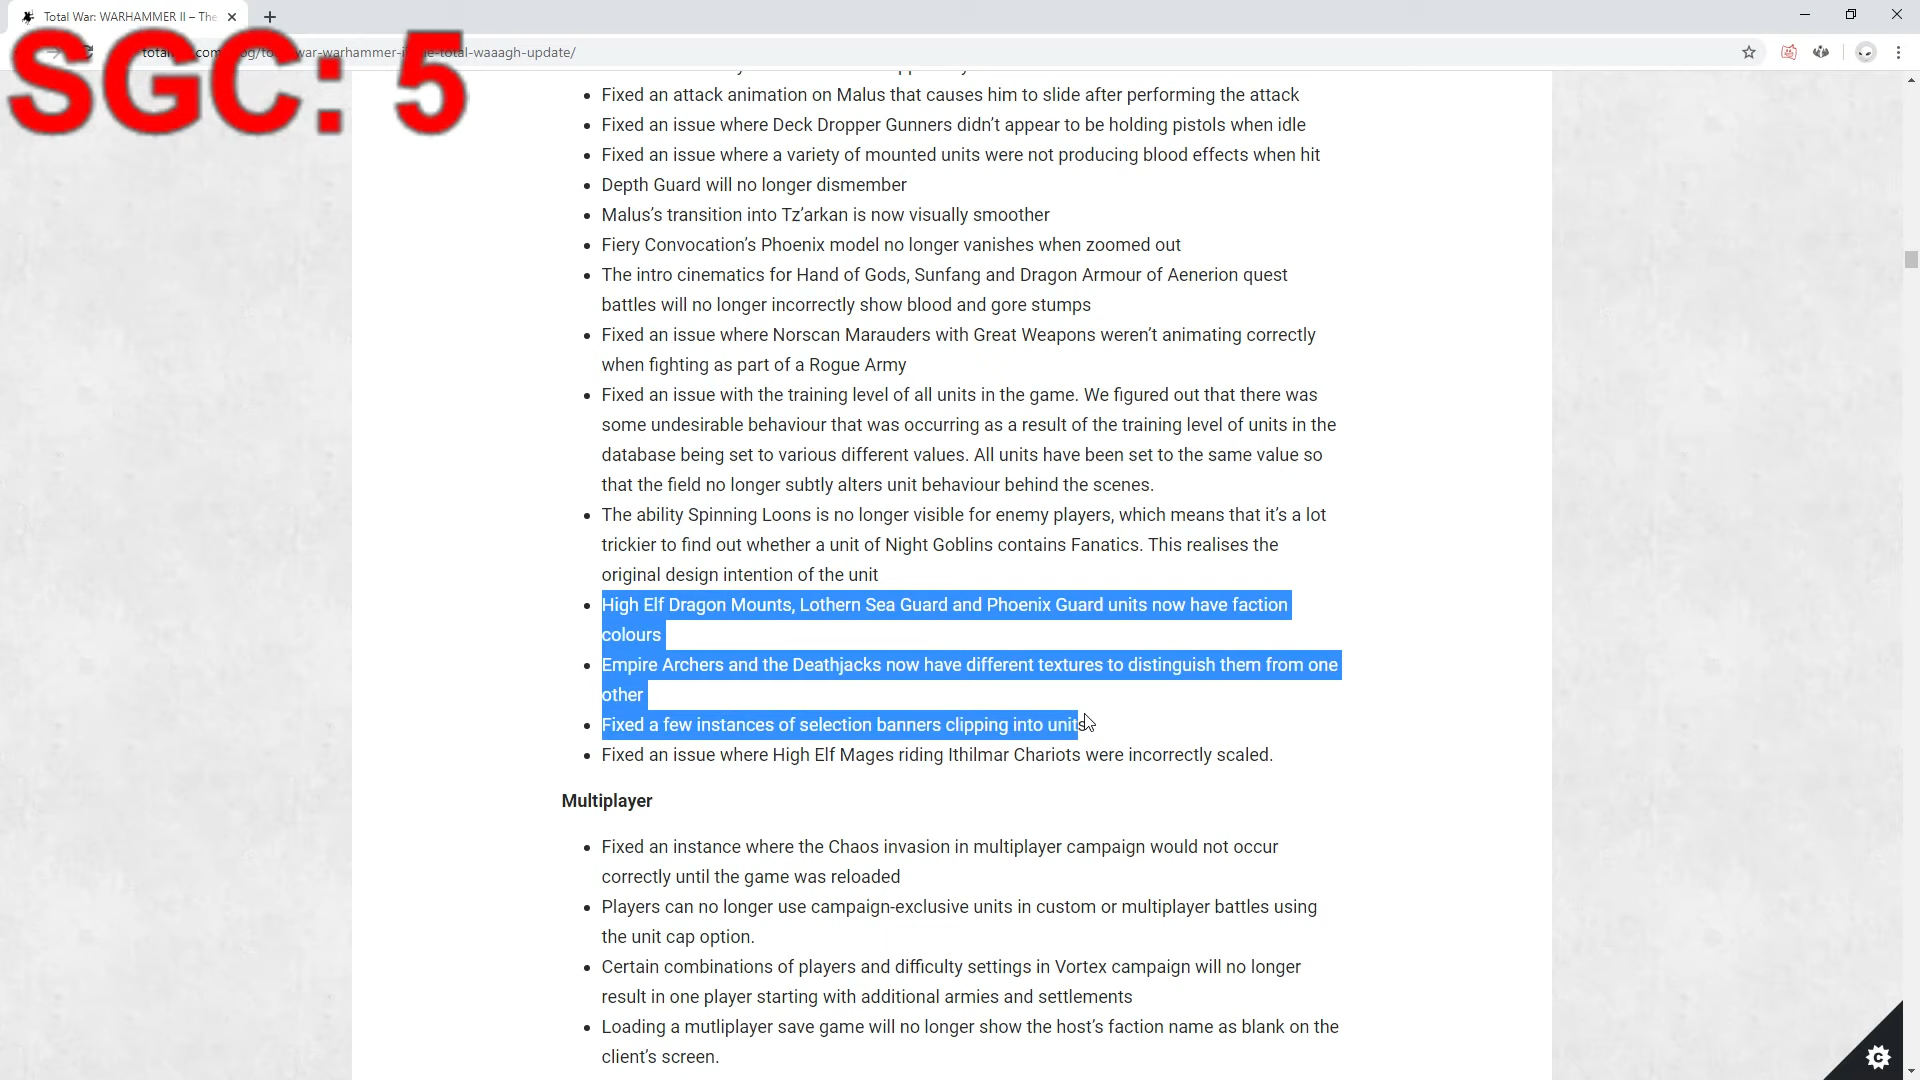 Total War: WARHAMMER II – The
SGC: 5
war-warhammer-
total-waaagh-update/
Fixed an attack animation on Malus that causes him to slide after performing the attack
Fixed an issue where Deck Dropper Gunners didn’t appear to be holding pistols when idle
Fixed an issue where a variety of mounted units were not producing blood effects when hit
Depth Guard will no longer dismember
Malus’s transition into Tz’arkan is now visually smoother
Fiery Convocation’s Phoenix model no longer vanishes when zoomed out
The intro cinematics for Hand of Gods, Sunfang and Dragon Armour of Aenerion quest
battles will no longer incorrectly show blood and gore stumps
Fixed an issue where Norscan Marauders with Great Weapons weren’t animating correctly
when fighting as part of a Rogue Army
Fixed an issue with the training level of all units in the game. We figured out that there was
some undesirable behaviour that was occurring as a result of the training level of units in the
database being set to various different values. All units have been set to the same value so
that the field no longer subtly alters unit behaviour behind the scenes.
The ability Spinning Loons is no longer visible for enemy players, which means that it’s a lot
trickier to find out whether a unit of Night Goblins contains Fanatics. This realises the
original design intention of the unit
High Elf Dragon Mounts, Lothern Sea Guard and Phoenix Guard units now have faction
colours
Empire Archers and the Deathjacks now have different textures to distinguish them from one
other
Fixed a few instances of selection banners clipping into units
Fixed an issue where High Elf Mages riding Ithilmar Chariots were incorrectly scaled.
Multiplayer
Fixed an instance where the Chaos invasion in multiplayer campaign would not occur
correctly until the game was reloaded
Players can no longer use campaign-exclusive units in custom or multiplayer battles using
the unit cap option.
Certain combinations of players and difficulty settings in Vortex campaign will no longer
result in one player starting with additional armies and settlements
Loading a mutliplayer save game will no longer show the host’s faction name as blank on the
client’s screen.